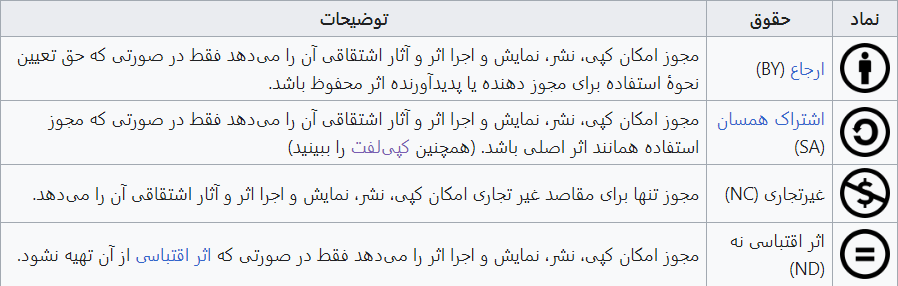 نماد حقوق توضیحات
ارجاع (BY)
مجوز امکان کپی، نشر، نمایش و اجرا اثر و آثار اشتقاقی آن را می‌دهد فقط در صورتی که حق تعیین
نحوهٔ استفاده برای مجوز دهنده یا پدیدآورنده اثر محفوظ باشد.
اشتراک همسان
(SA)
مجوز امکان کپی، نشر، نمایش و اجرا اثر و آثار اشتقاقی آن را می‌دهد فقط در صورتی که مجوز
استفاده همانند اثر اصلی باشد. (همچنین کپی‌لفت را ببینید)
غیرتجاری (NC)
مجوز تنها برای مقاصد غیر تجاری امکان کپی، نشر، نمایش و اجرا اثر و آثار اشتقاقی آن را می‌دهد.
اثر اقتباسی نه
(ND)
مجوز امکان کپی، نشر، نمایش و اجرا اثر را می‌دهد فقط در صورتی که اثر اقتباسی از آن تهیه نشود.